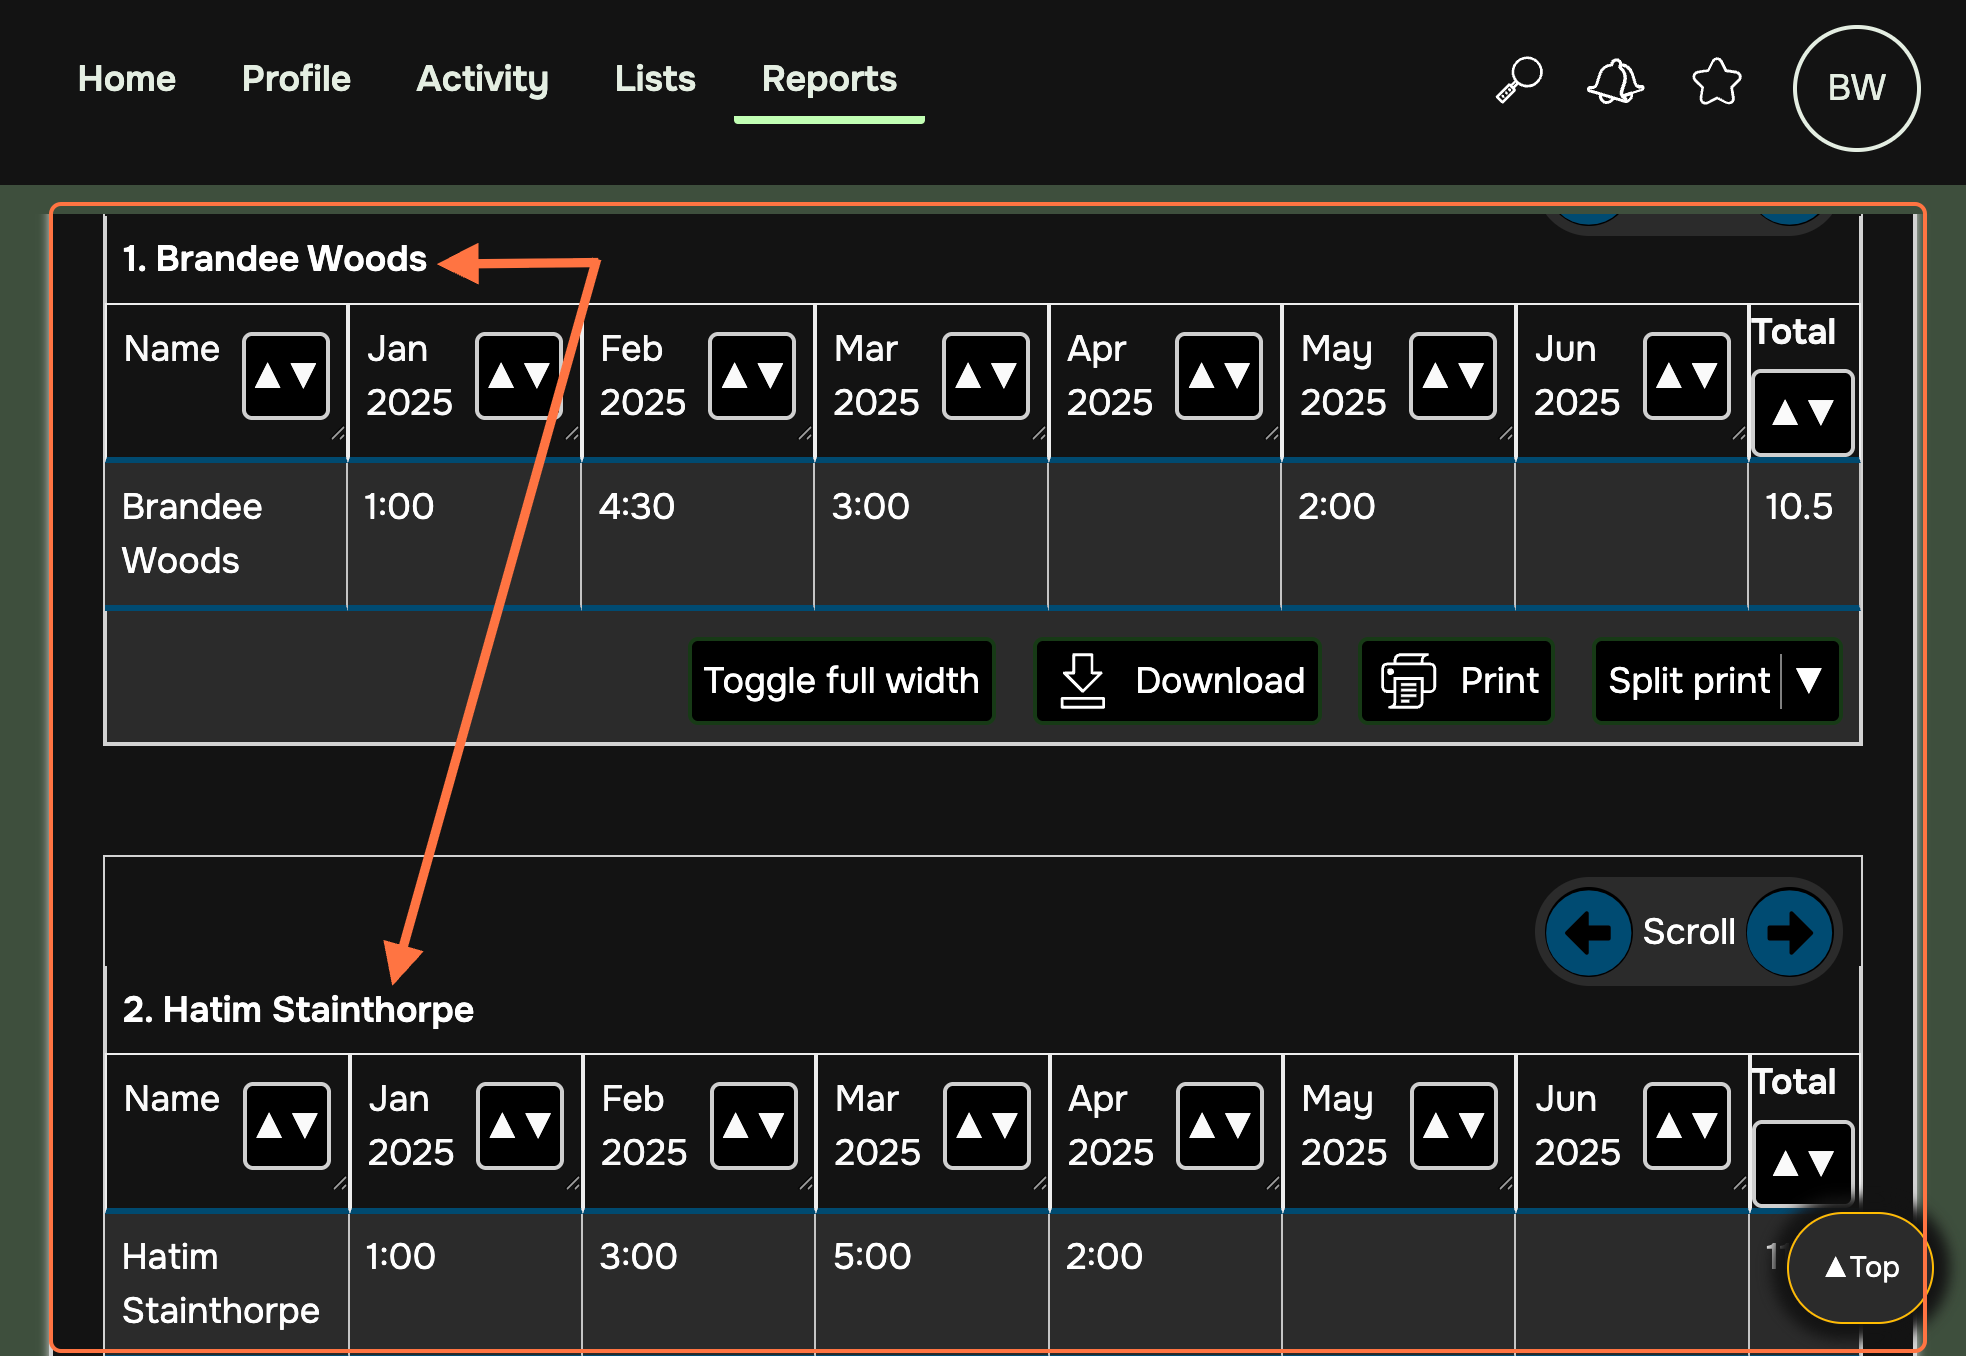 Home Profile Activity Lists Reports BW
1. Brandee Woods
Name ▲▼ Jan 2025 ▲▼ Feb 2025 ▲▼ Mar 2025 ▲▼ Apr 2025 ▲▼ May 2025 ▲▼ Jun 2025 ▲▼ Total ▲▼
Brandee Woods 1:00 4:30 3:00 2:00 10.5
Toggle full width Download Print Split print ▼
Scroll
2. Hatim Stainthorpe
Name ▲▼ Jan 2025 ▲▼ Feb 2025 ▲▼ Mar 2025 ▲▼ Apr 2025 ▲▼ May 2025 ▲▼ Jun 2025 ▲▼ Total ▲▼
Hatim Stainthorpe 1:00 3:00 5:00 2:00
▲Top